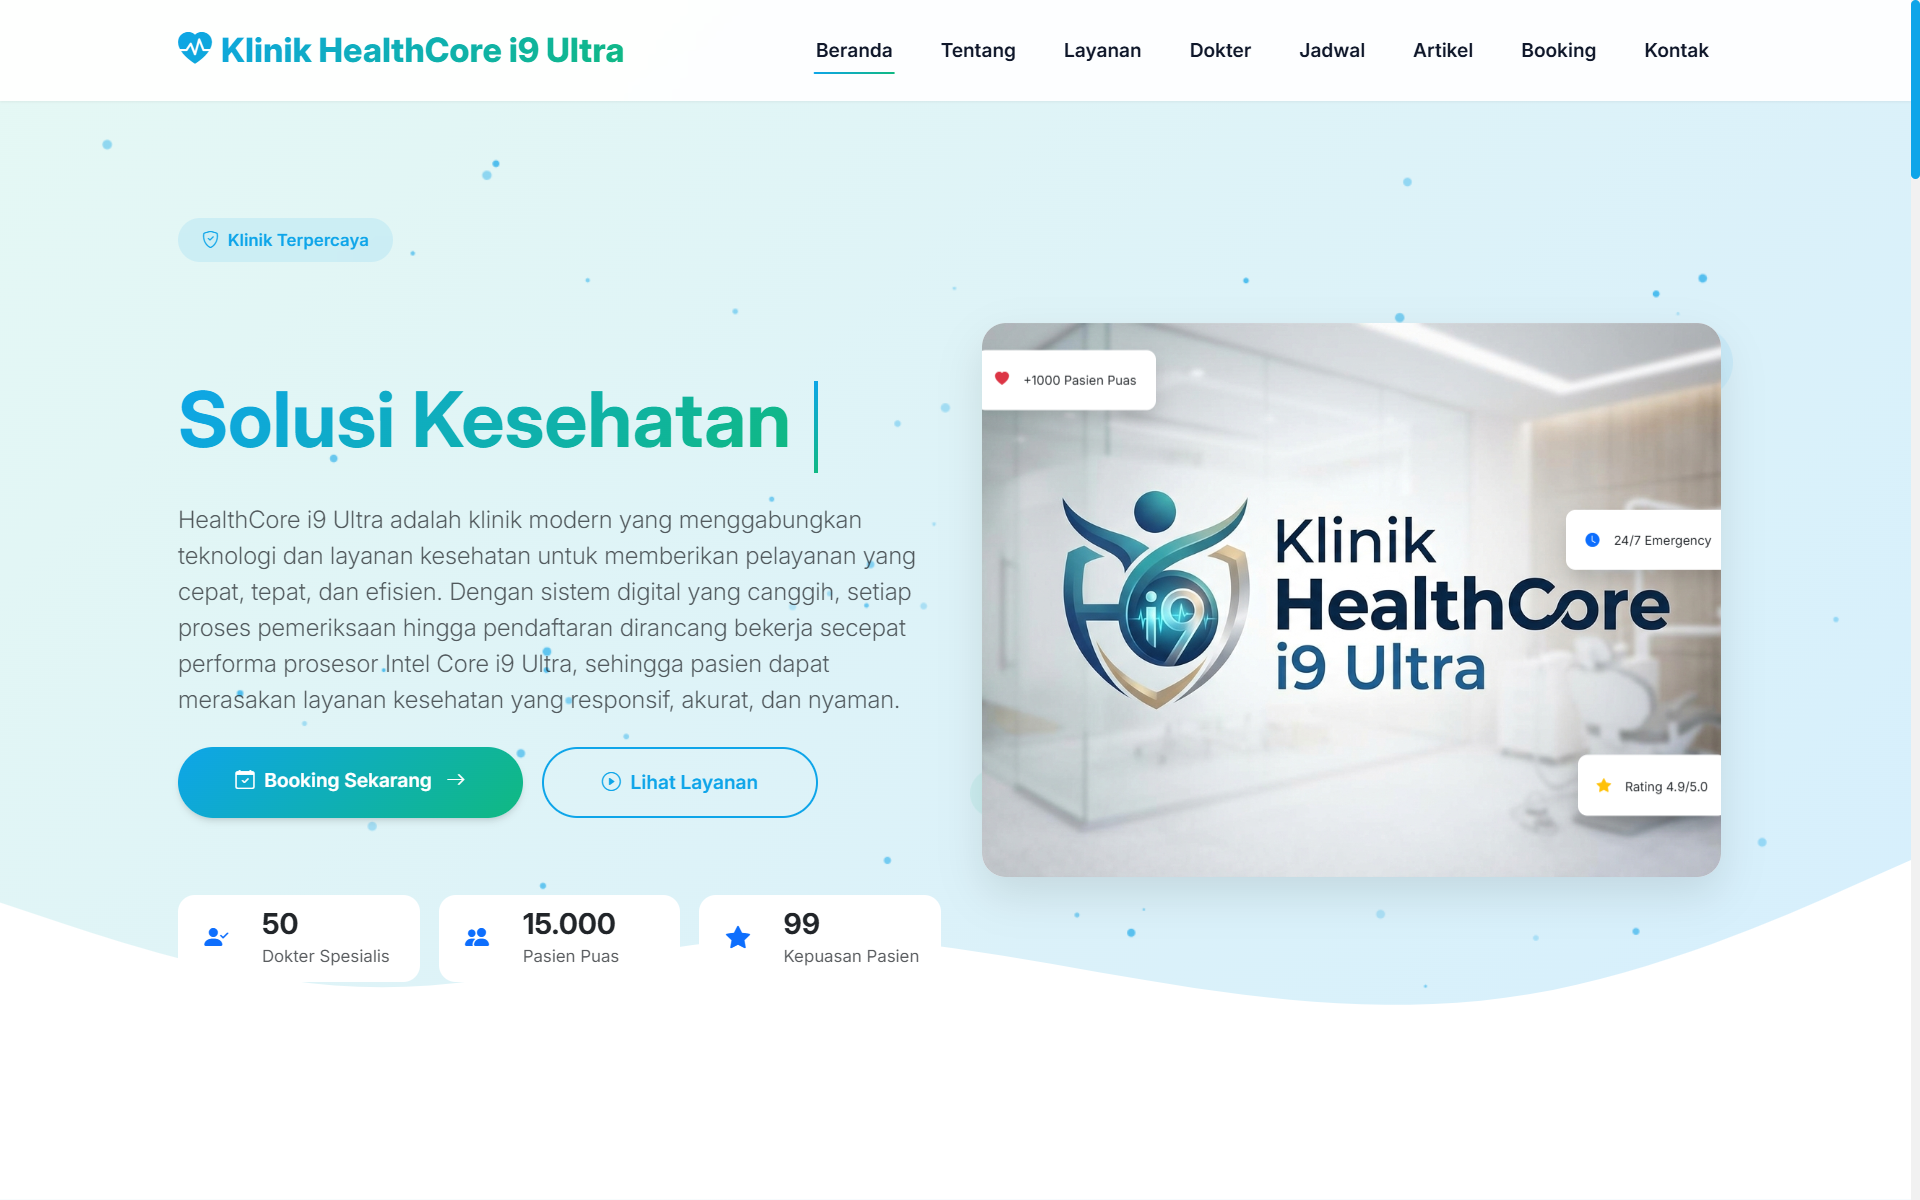 Klinik HealthCore i9 Ultra
Beranda
Tentang
Layanan
Dokter
Jadwal
Artikel
Booking
Kontak
Klinik Terpercaya
Solusi Kesehatan
HealthCore i9 Ultra adalah klinik modern yang menggabungkan
teknologi dan layanan kesehatan untuk memberikan pelayanan yang
cepat, tepat, dan efisien. Dengan sistem digital yang canggih, setiap
proses pemeriksaan hingga pendaftaran dirancang bekerja secepat
performa prosesor Intel Core i9 Ultra, sehingga pasien dapat
merasakan layanan kesehatan yang responsif, akurat, dan nyaman.
Booking Sekarang
Lihat Layanan
50
Dokter Spesialis
15.000
Pasien Puas
99
Kepuasan Pasien
+1000 Pasien Puas
24/7 Emergency
i9
Klinik
HealthCore
i9 Ultra
Rating 4.9/5.0